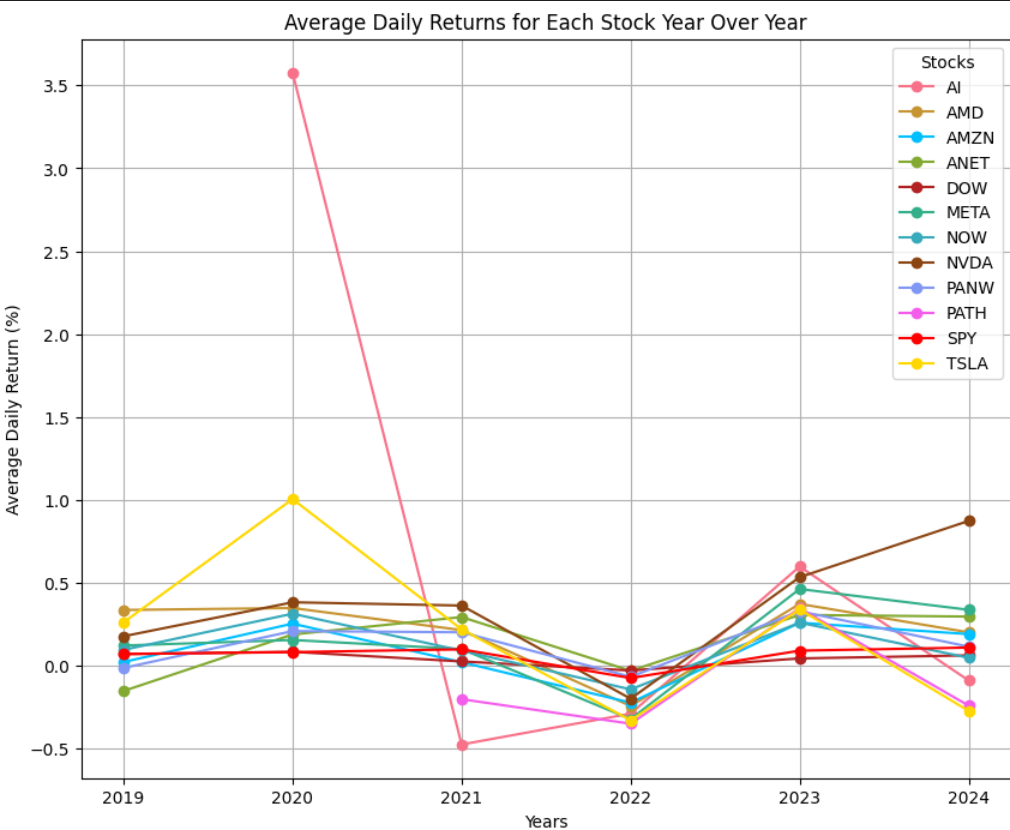 Average Daily Returns for Each Stock Year Over Year
Average Daily Return (%)
3.5
3.0
2.5
2.0
1.5
1.0
0.5
0.0
−0.5
Stocks
AI
AMD
AMZN
ANET
DOW
META
NOW
NVDA
PANW
PATH
SPY
TSLA
2019 2020 2021 2022 2023 2024
Years